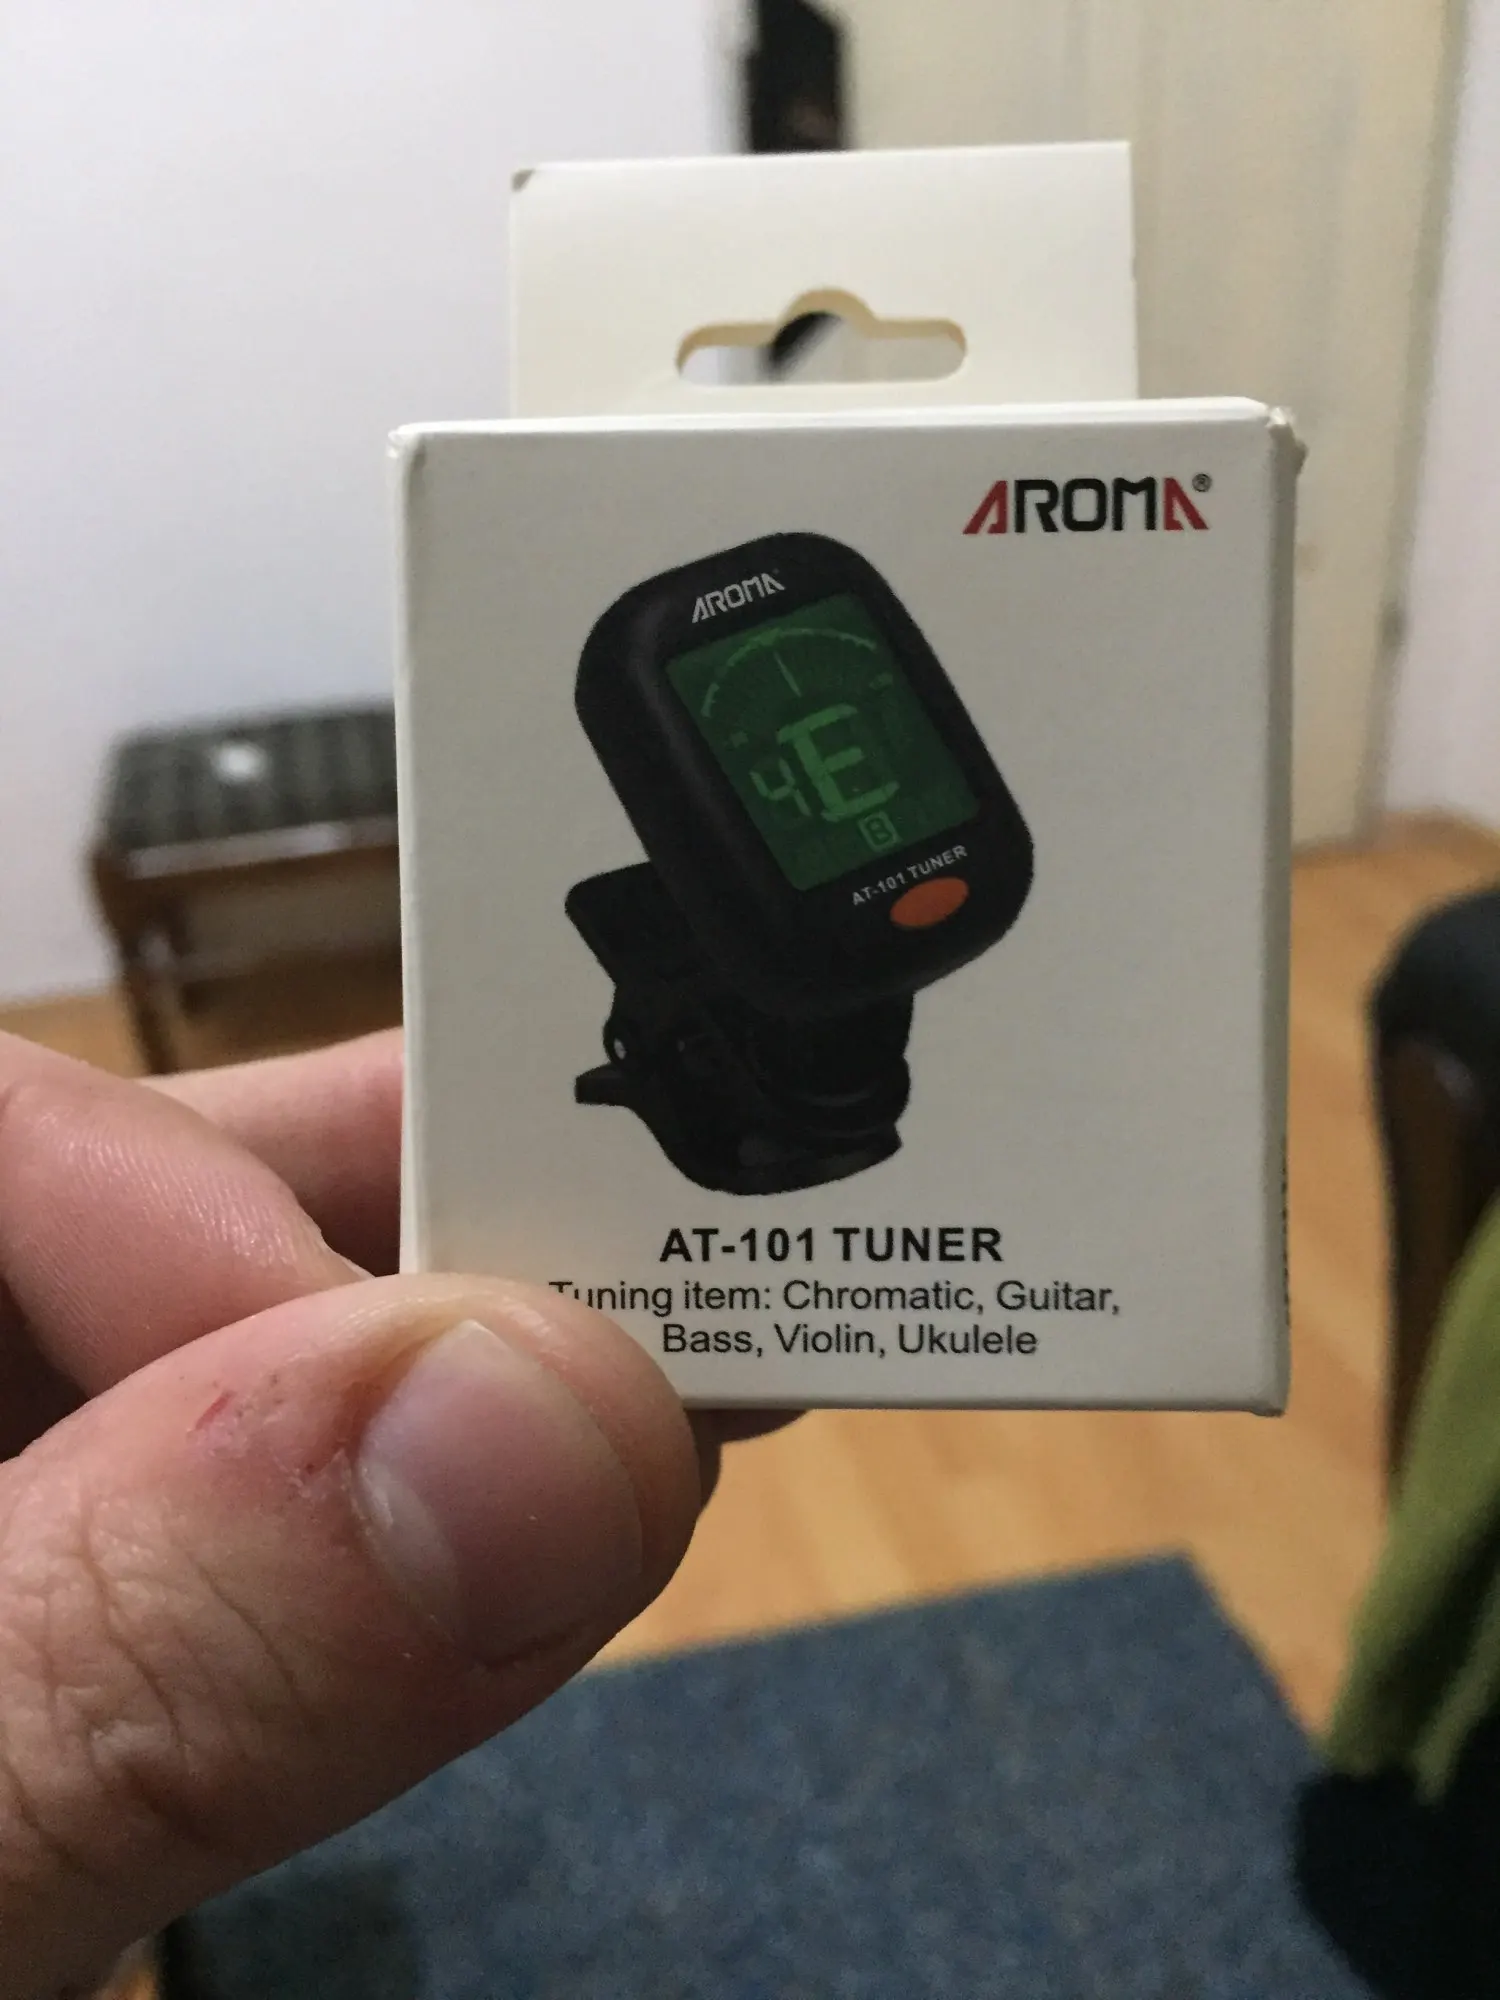 AROMA®
AROMA
4E
B
AT-101 TUNER
AT-101 TUNER
Tuning item: Chromatic, Guitar,
Bass, Violin, Ukulele